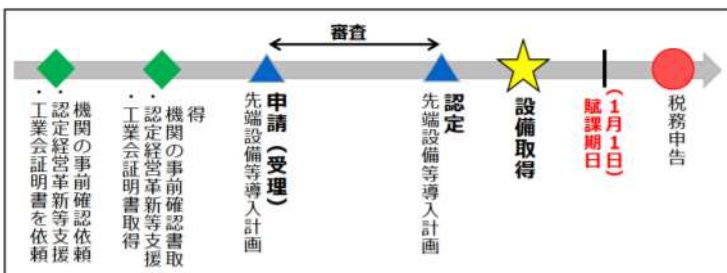 審査
・工業会証明書を依頼
・認定経営革新等支援
機関の事前確認依頼
・工業会証明書取得
・認定経営革新等支援
機関の事前確認書取
得
申請（受理）
先端設備等導入計画
認定
先端設備等導入計画
設備取得
（１月１日）
賦課期日
税務申告